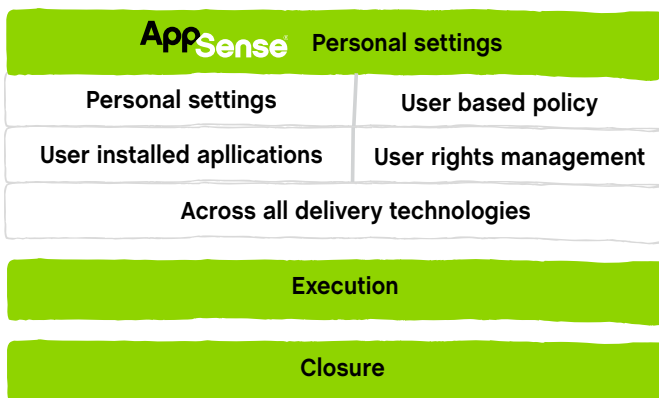 AppSense Personal settings
Personal settings User based policy
User installed apllications User rights management
Across all delivery technologies
Execution
Closure